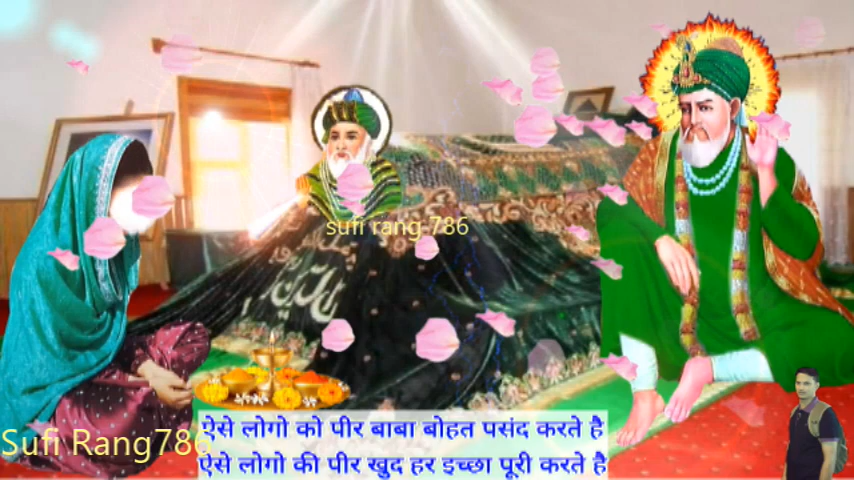 sufi rang 786
Sufi Rang786
ऐसे लोगो को पीर बाबा बोहत पसंद करते है
ऐसे लोगो की पीर खुद हर इच्छा पूरी करते है